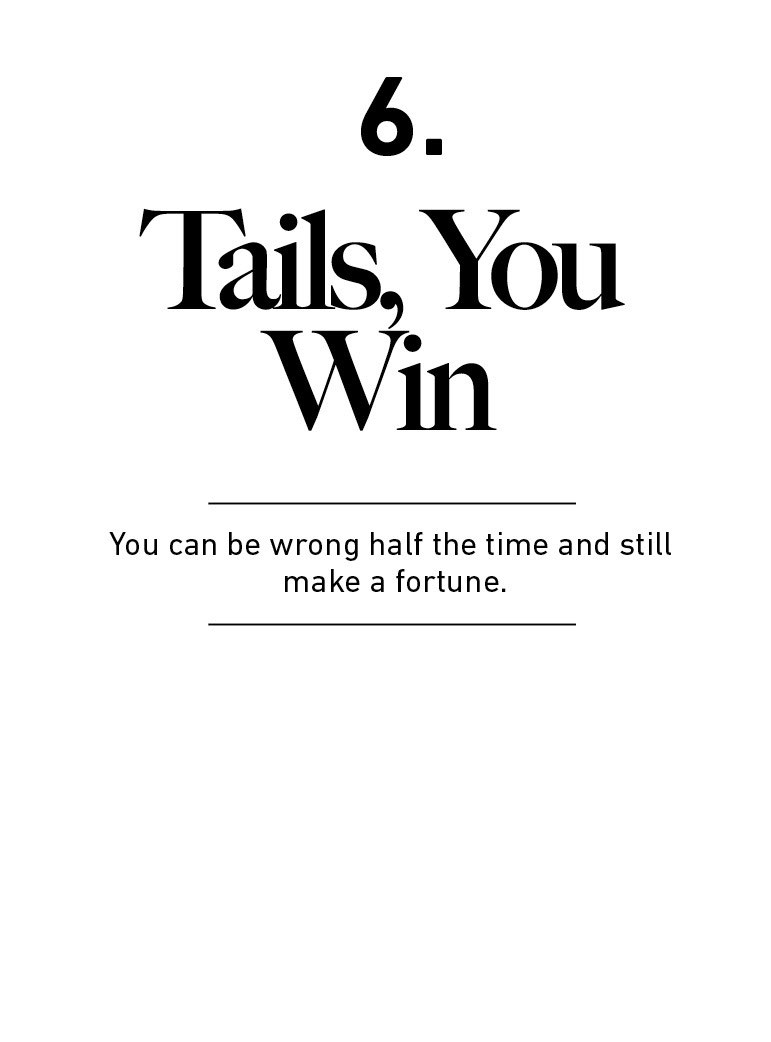 6.
Tails, You
Win
You can be wrong half the time and still
make a fortune.